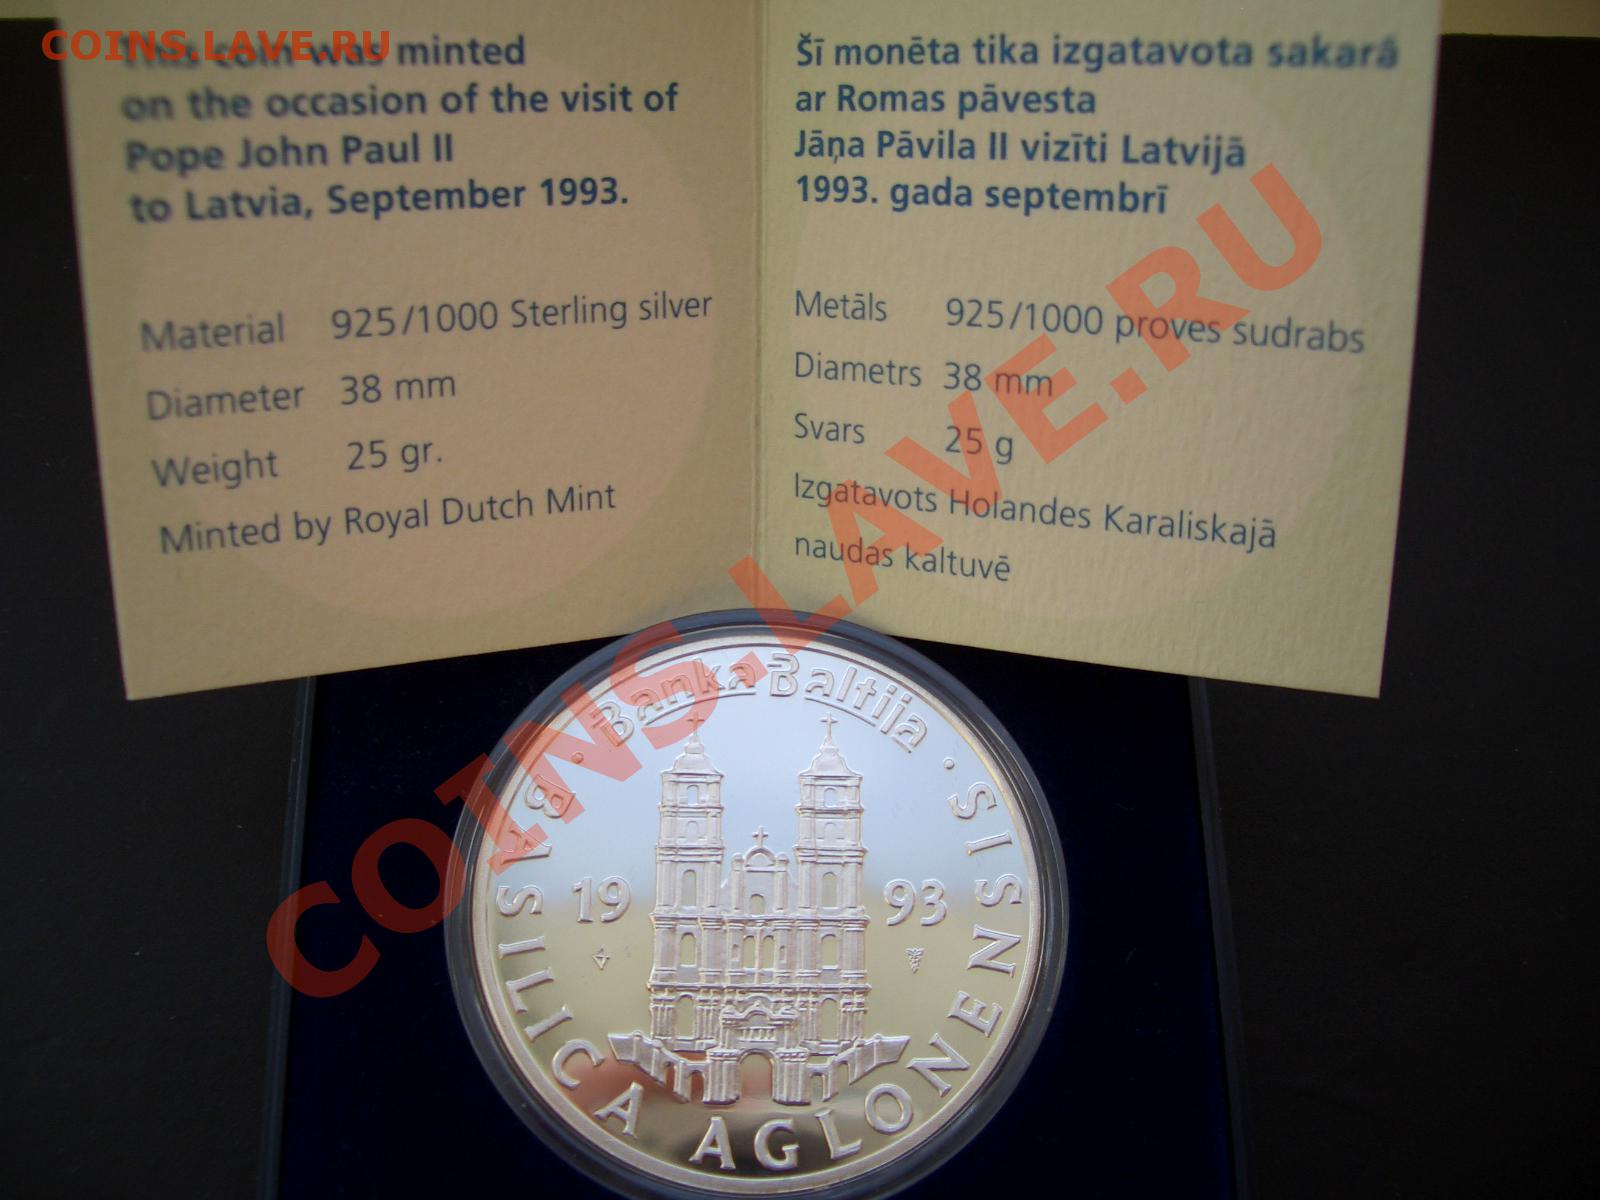 COINS.LAVE.RU
This coin was minted
on the occasion of the visit of
Pope John Paul II
to Latvia, September 1993.
Material 925/1000 Sterling silver
Diameter 38 mm
Weight 25 gr.
Minted by Royal Dutch Mint
Šī monēta tika izgatavota sakarā
ar Romas pāvesta
Jāņa Pāvila II vizīti Latvijā
1993. gada septembrī
Metāls 925/1000 proves sudrabs
Diametrs 38 mm
Svars 25 g
Izgatavots Holandes Karaliskajā
naudas kaltuvē
COINS.LAVE.RU
· Banka Baltija ·
BASILICA AGLONENSIS
19 93